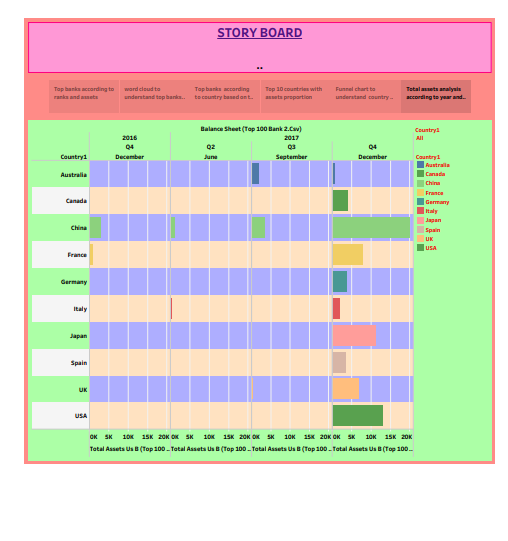 STORY BOARD
..
Top banks according to ranks and assets
word cloud to understand top banks..
Top banks according to country based on t..
Top 10 countries with assets proportion
Funnel chart to understand country ..
Total assets analysis according to year and..
Balance Sheet (Top 100 Bank 2.Csv)
2016 2017
Q4 Q2 Q3 Q4
Country1 December June September December
Australia
Canada
China
France
Germany
Italy
Japan
Spain
UK
USA
0K 5K 10K 15K 20K 0K 5K 10K 15K 20K 0K 5K 10K 15K 20K 0K 5K 10K 15K 20K
Total Assets Us B (Top 100 .. Total Assets Us B (Top 100 .. Total Assets Us B (Top 100 .. Total Assets Us B (Top 100 ..
Country1
All
Country1
Australia
Canada
China
France
Germany
Italy
Japan
Spain
UK
USA